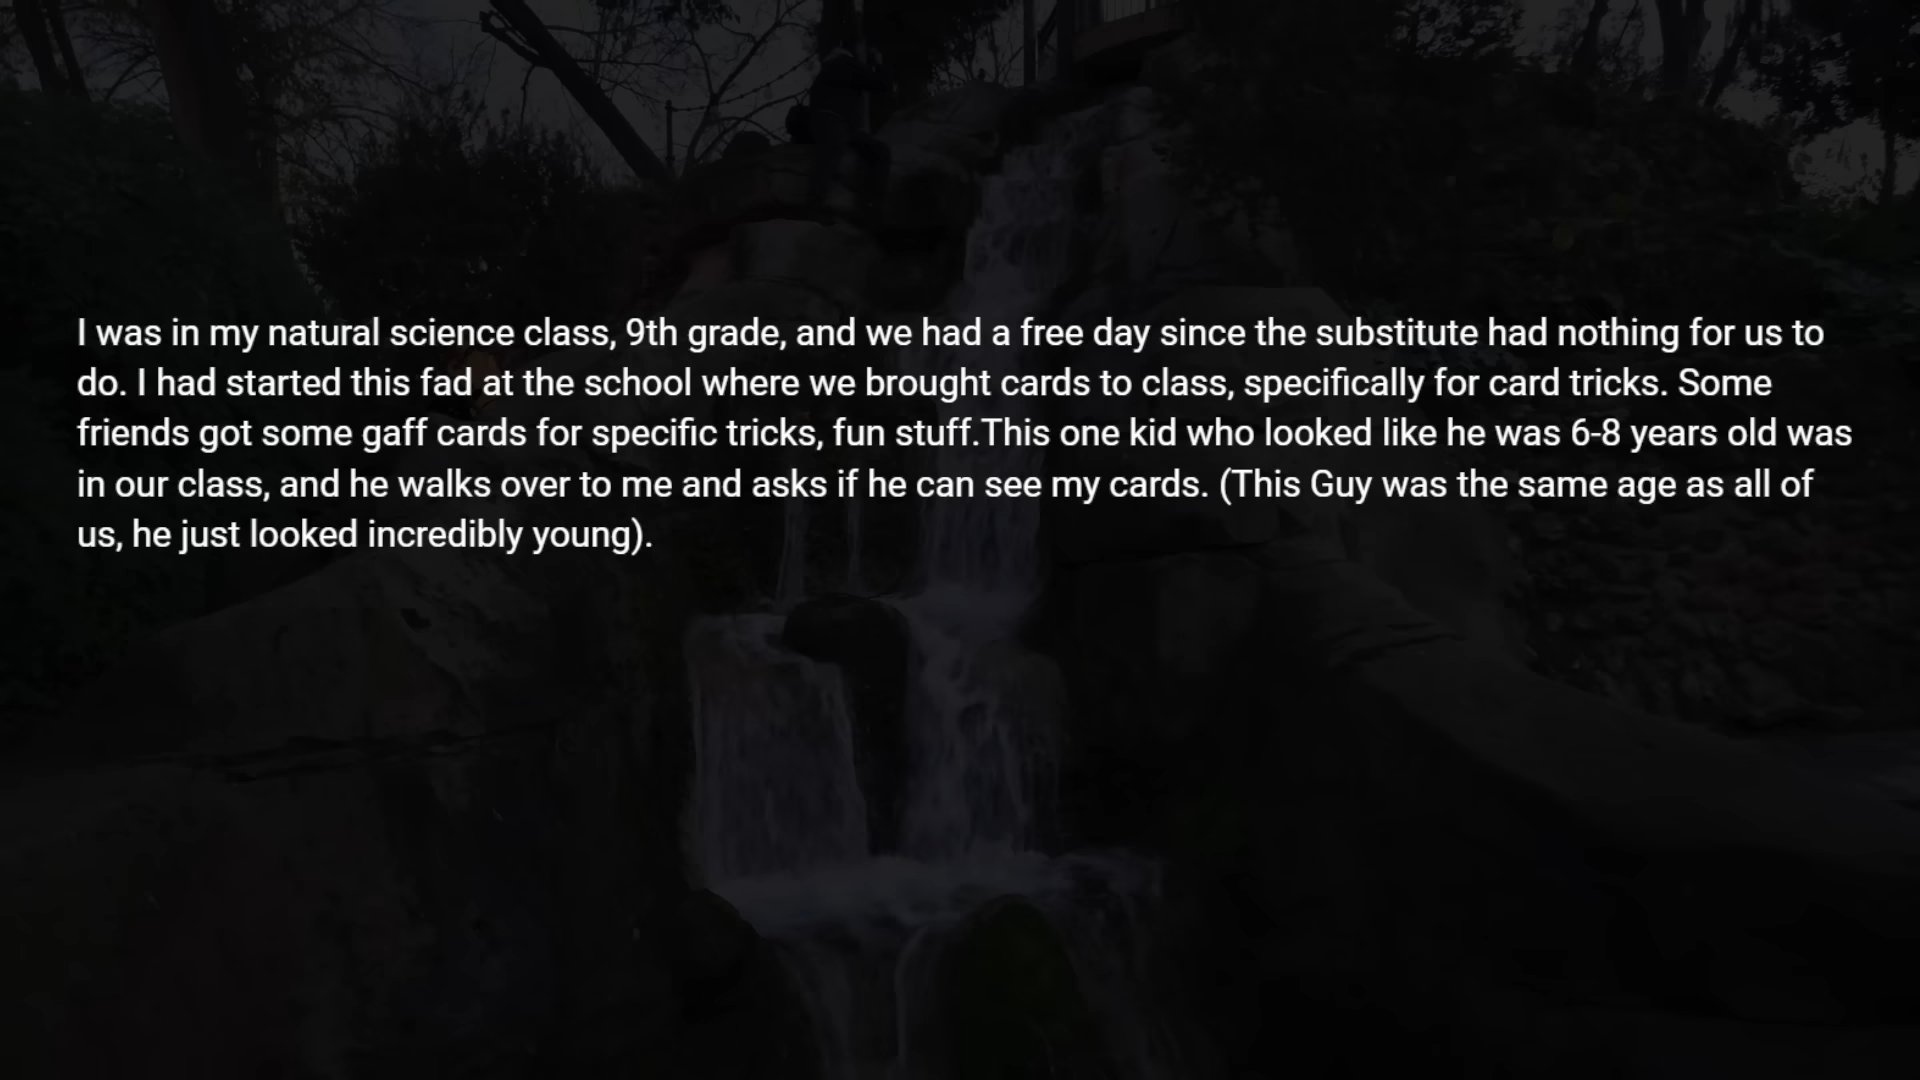 I was in my natural science class, 9th grade, and we had a free day since the substitute had nothing for us to
do. I had started this fad at the school where we brought cards to class, specifically for card tricks. Some
friends got some gaff cards for specific tricks, fun stuff.This one kid who looked like he was 6-8 years old was
in our class, and he walks over to me and asks if he can see my cards. (This Guy was the same age as all of
us, he just looked incredibly young).